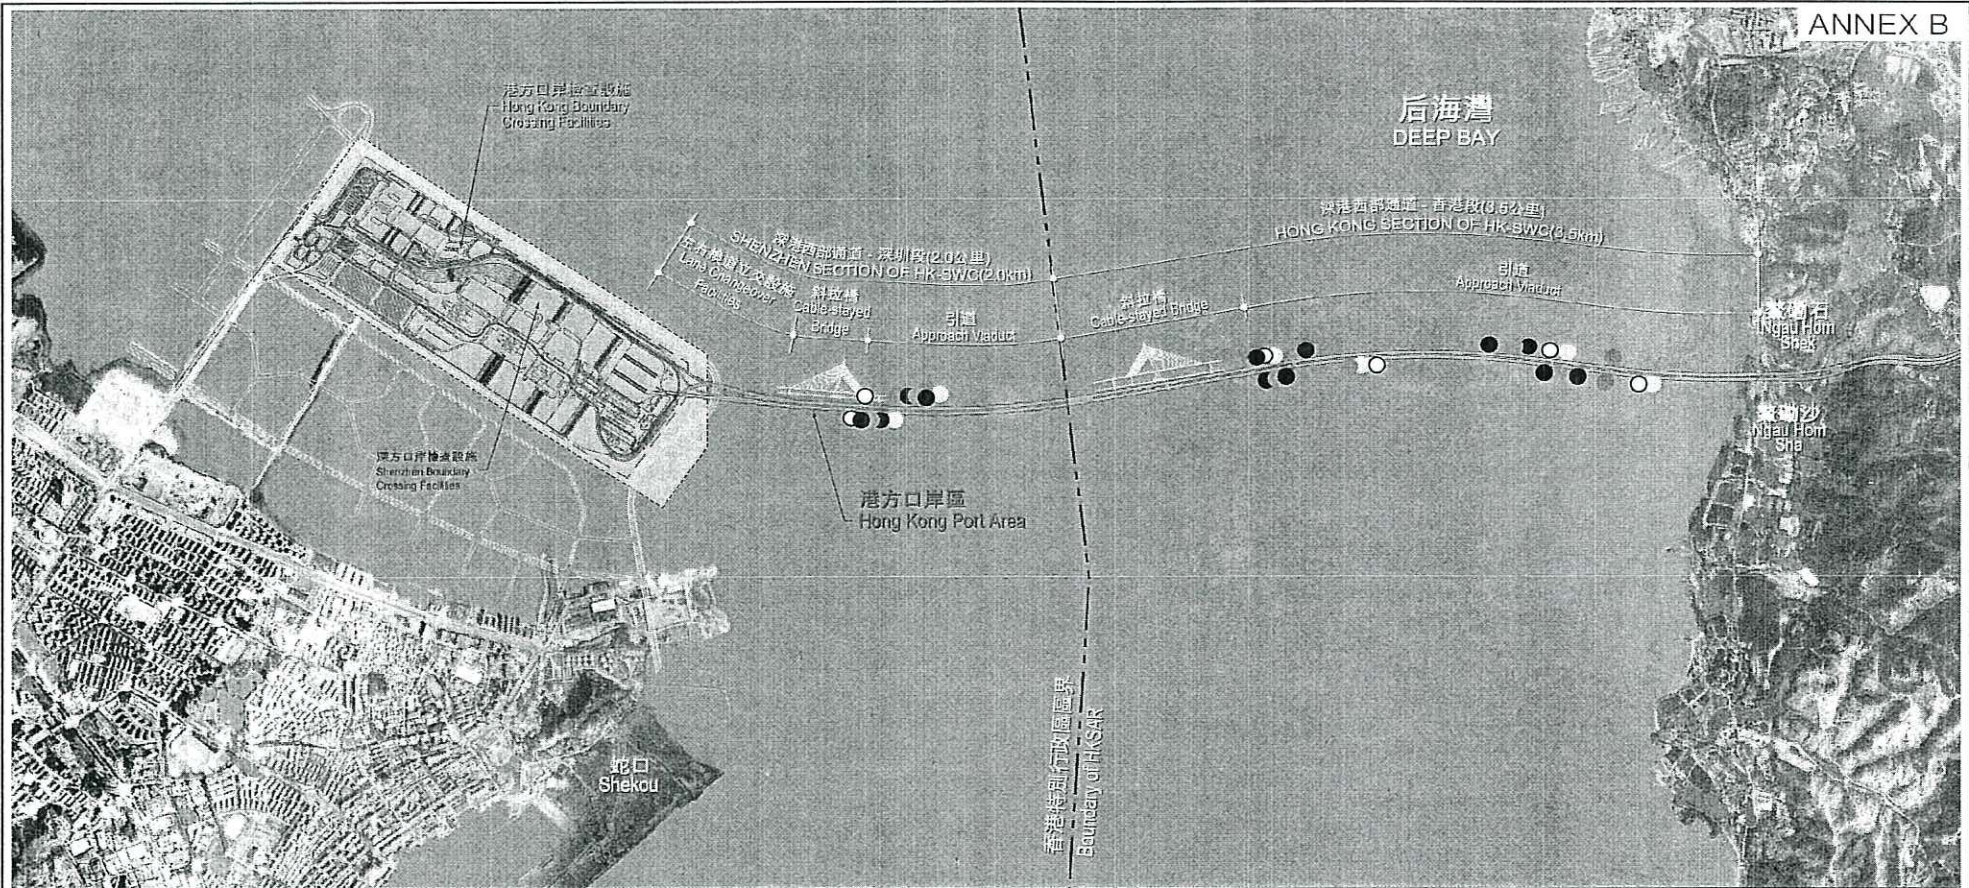 ANNEX B
港方口岸檢查設施
Hong Kong Boundary
Crossing Facilities
后海灣
DEEP BAY
深港西部通道 - 香港段(3.5公里)
HONG KONG SECTION OF HK-SWC(3.5km)
深港西部通道 - 深圳段(2.0公里)
SHENZHEN SECTION OF HK-SWC(2.0km)
Lane Changeover
Facilities
斜拉橋
Cable-stayed
Bridge
引道
Approach Viaduct
斜拉橋
Cable-stayed Bridge
引道
Approach Viaduct
鰲磡石
Ngau Hom
Shek
鰲磡沙
Ngau Hom
Sha
深方口岸檢查設施
Shenzhen Boundary
Crossing Facilities
港方口岸區
Hong Kong Port Area
蛇口
Shekou
香港特別行政區區界
Boundary of HKSAR